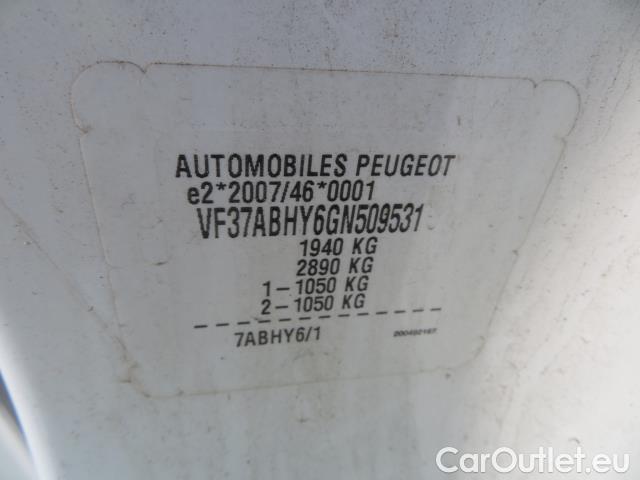 AUTOMOBILES PEUGEOT
e2*2007/46*0001
VF37ABHY6GN509531
1940 KG
2890 KG
1-1050 KG
2-1050 KG
7ABHY6/1
CarOutlet.eu